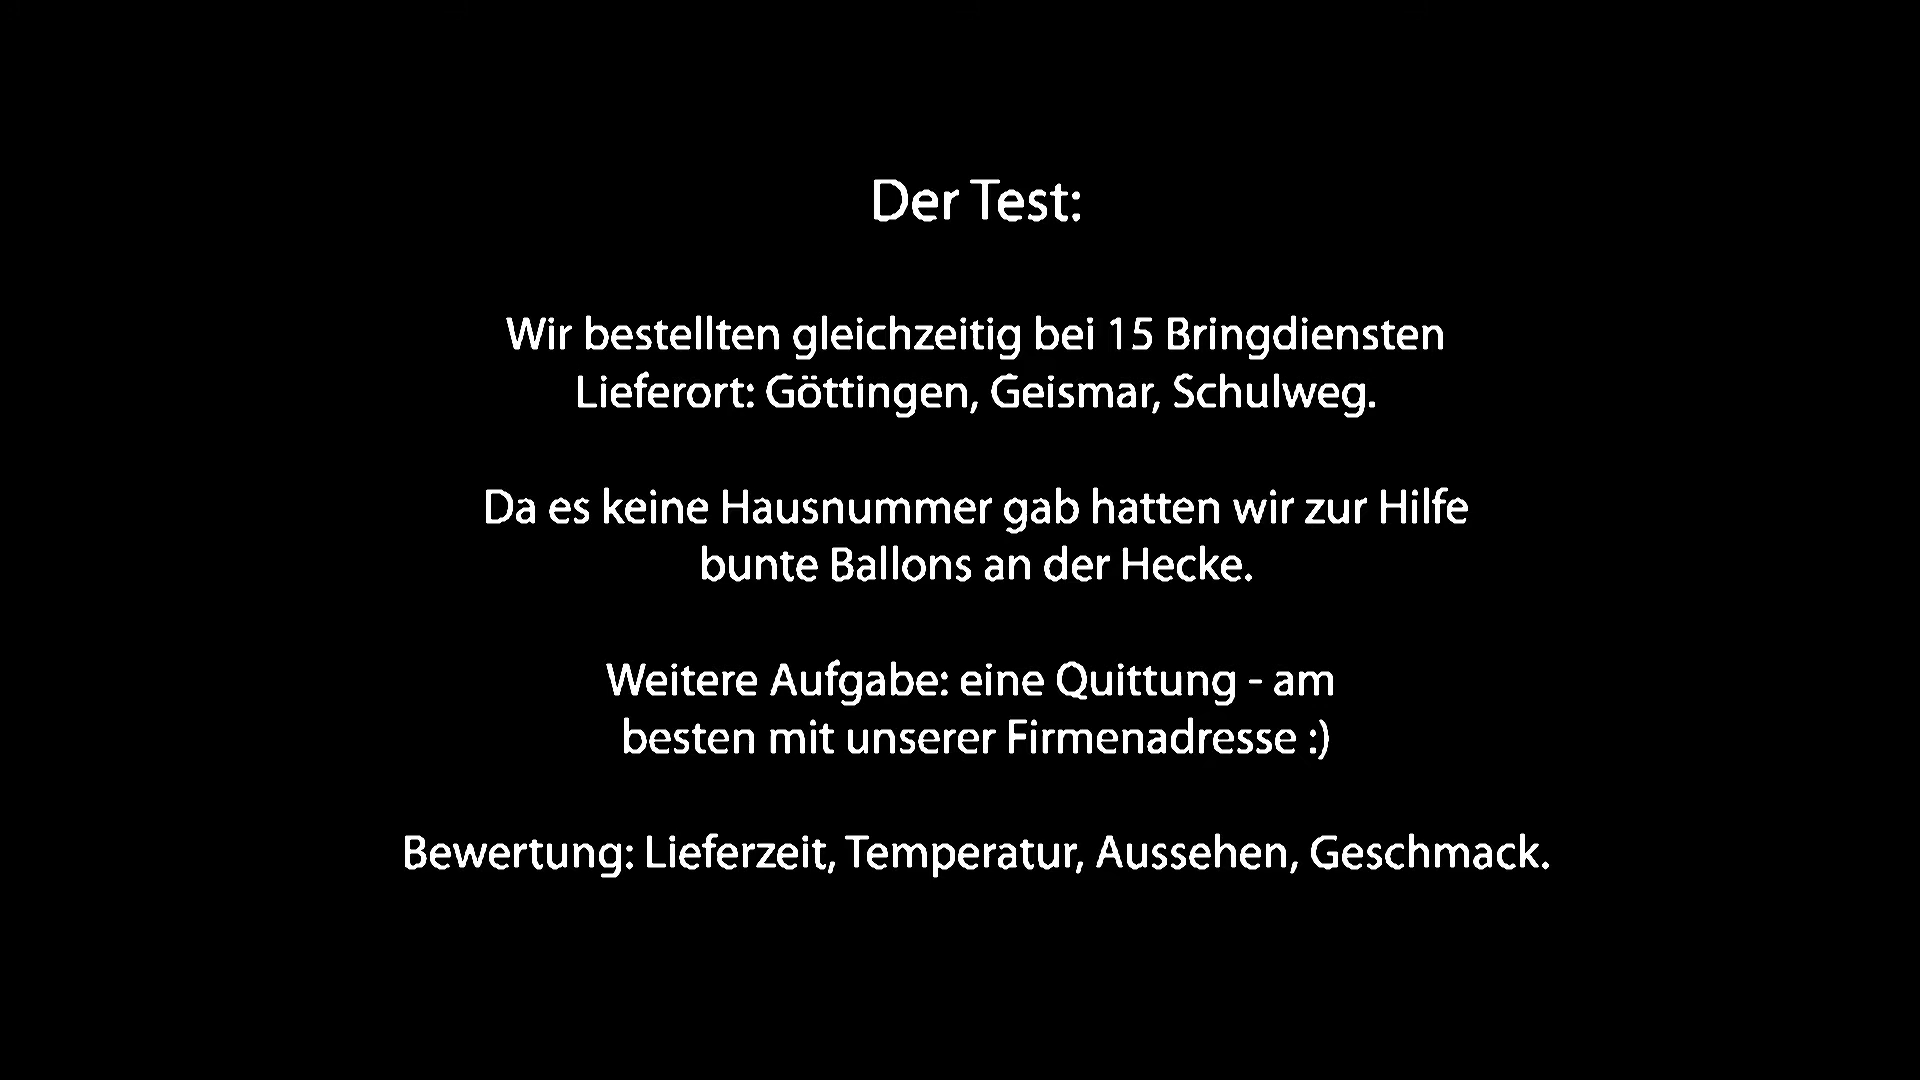 Der Test:
Wir bestellten gleichzeitig bei 15 Bringdiensten
Lieferort: Göttingen, Geismar, Schulweg.
Da es keine Hausnummer gab hatten wir zur Hilfe
bunte Ballons an der Hecke.
Weitere Aufgabe: eine Quittung - am
besten mit unserer Firmenadresse :)
Bewertung: Lieferzeit, Temperatur, Aussehen, Geschmack.